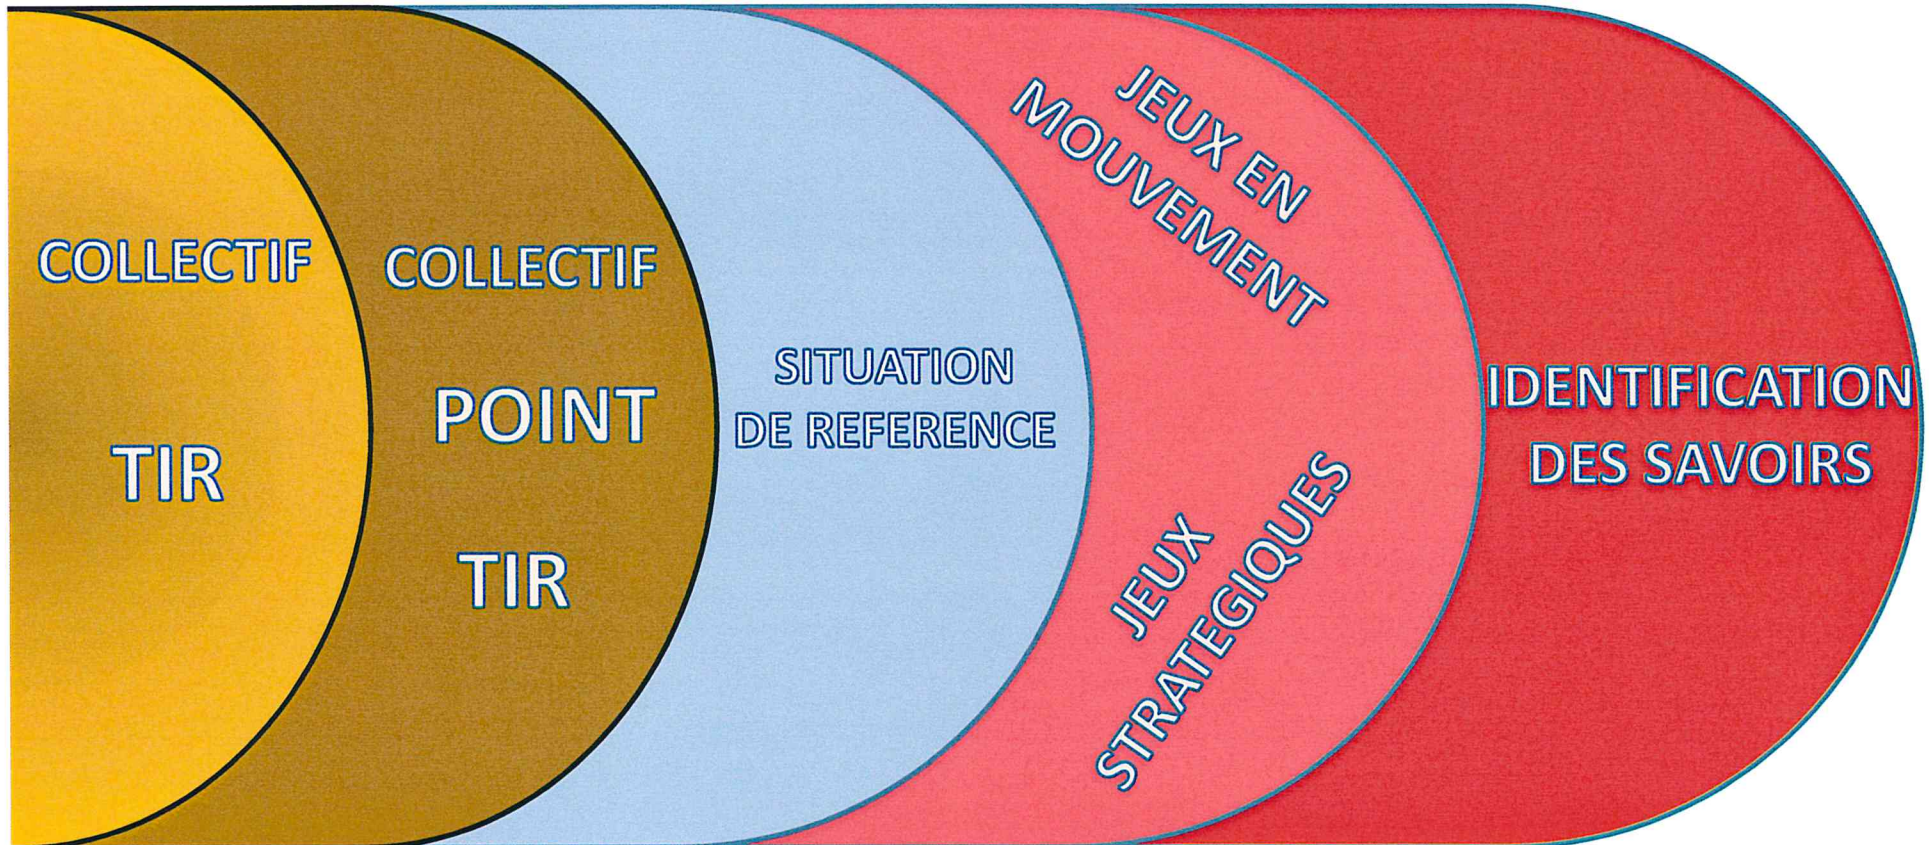 COLLECTIF
TIR
COLLECTIF
POINT
TIR
SITUATION
DE REFERENCE
JEUX EN
MOUVEMENT
JEUX
STRATEGIQUES
IDENTIFICATION
DES SAVOIRS